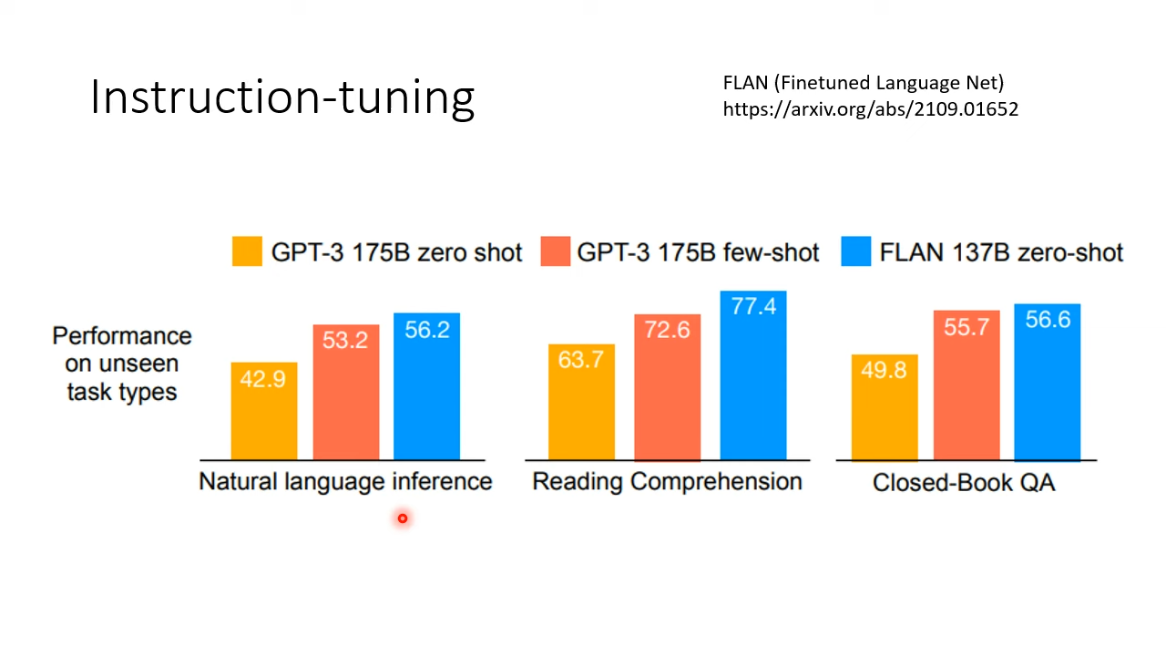 Instruction-tuning
FLAN (Finetuned Language Net)
https://arxiv.org/abs/2109.01652
GPT-3 175B zero shot
GPT-3 175B few-shot
FLAN 137B zero-shot
Performance
on unseen
task types
42.9
53.2
56.2
Natural language inference
63.7
72.6
77.4
Reading Comprehension
49.8
55.7
56.6
Closed-Book QA